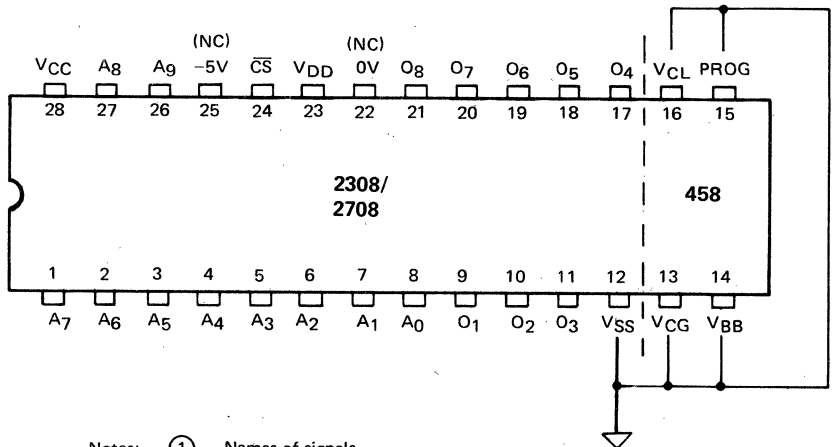 (NC) (NC)
VCC A8 A9 -5V CS VDD 0V O8 O7 O6 O5 O4 VCL PROG
28 27 26 25 24 23 22 21 20 19 18 17 16 15
2308/
2708
458
1 2 3 4 5 6 7 8 9 10 11 12 13 14
A7 A6 A5 A4 A3 A2 A1 A0 O1 O2 O3 VSS VCG VBB
Notes: 1 Names of signals